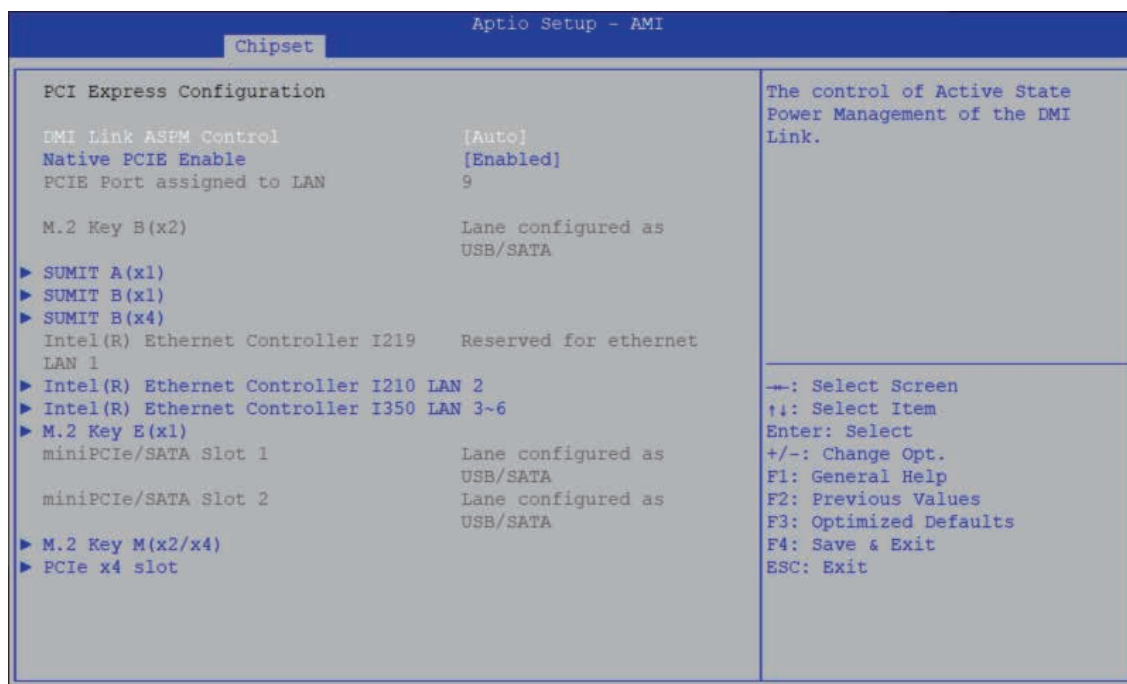 Aptio Setup - AMI
Chipset
PCI Express Configuration
DMI Link ASPM Control [Auto]
Native PCIE Enable [Enabled]
PCIE Port assigned to LAN 9
M.2 Key B(x2) Lane configured as
USB/SATA
► SUMIT A(x1)
► SUMIT B(x1)
► SUMIT B(x4)
Intel(R) Ethernet Controller I219 Reserved for ethernet
LAN 1
► Intel(R) Ethernet Controller I210 LAN 2
► Intel(R) Ethernet Controller I350 LAN 3~6
► M.2 Key E(x1)
miniPCIe/SATA Slot 1 Lane configured as
USB/SATA
miniPCIe/SATA Slot 2 Lane configured as
USB/SATA
► M.2 Key M(x2/x4)
► PCIe x4 slot
The control of Active State
Power Management of the DMI
Link.
→←: Select Screen
↑↓: Select Item
Enter: Select
+/-: Change Opt.
F1: General Help
F2: Previous Values
F3: Optimized Defaults
F4: Save & Exit
ESC: Exit